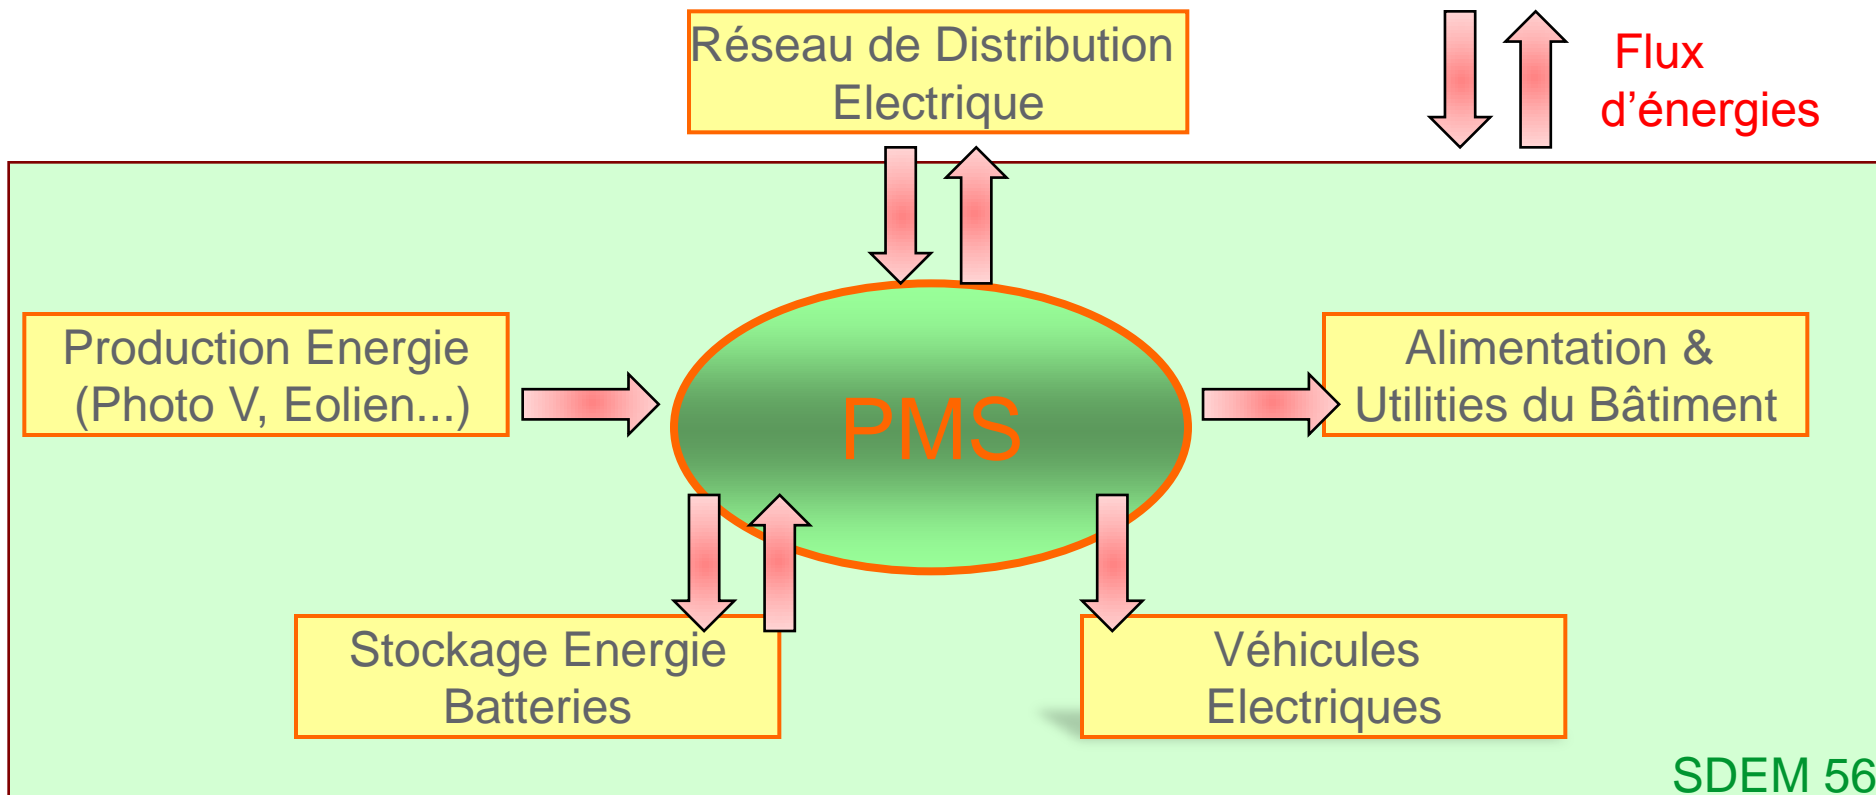 Réseau de Distribution
Electrique
Flux
d’énergies
Production Energie
(Photo V, Eolien...)
PMS
Alimentation &
Utilities du Bâtiment
Stockage Energie
Batteries
Véhicules
Electriques
SDEM 56